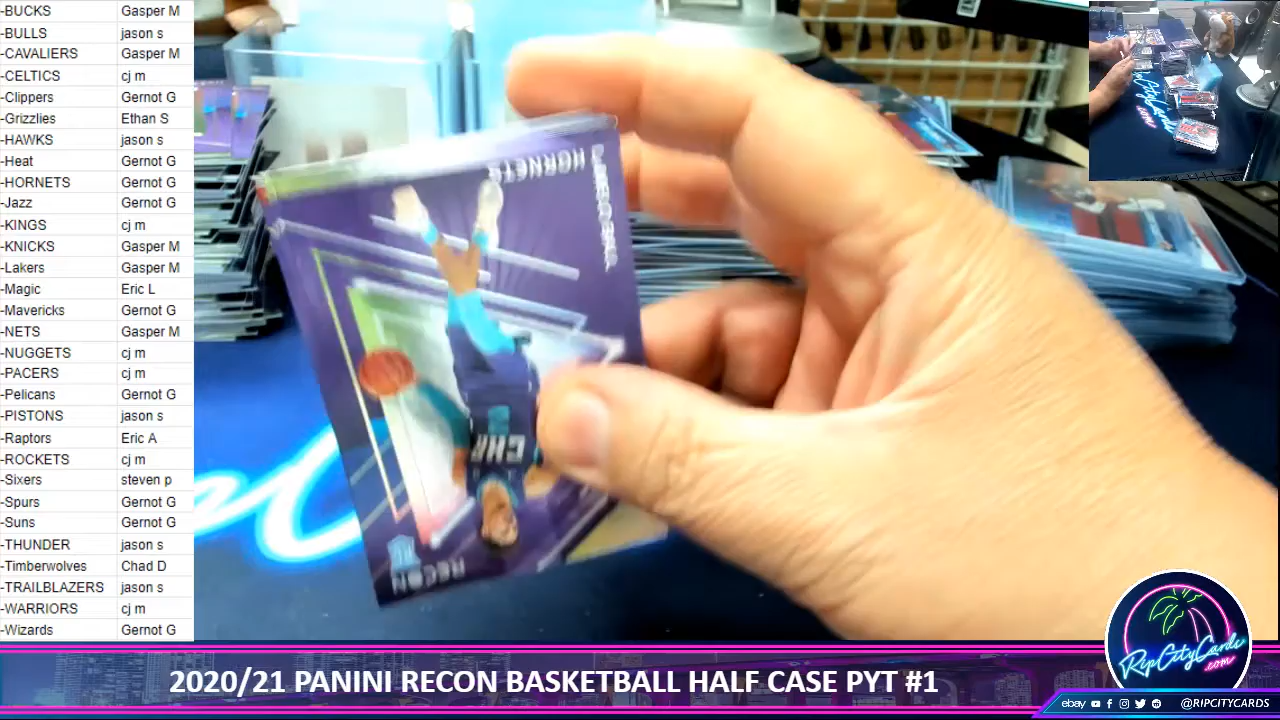 -BUCKS Gasper M
-BULLS jason s
-CAVALIERS Gasper M
-CELTICS cj m
-Clippers Gernot G
-Grizzlies Ethan S
-HAWKS jason s
-Heat Gernot G
-HORNETS Gernot G
-Jazz Gernot G
-KINGS cj m
-KNICKS Gasper M
-Lakers Gasper M
-Magic Eric L
-Mavericks Gernot G
-NETS Gasper M
-NUGGETS cj m
-PACERS cj m
-Pelicans Gernot G
-PISTONS jason s
-Raptors Eric A
-ROCKETS cj m
-Sixers steven p
-Spurs Gernot G
-Suns Gernot G
-THUNDER jason s
-Timberwolves Chad D
-TRAILBLAZERS jason s
-WARRIORS cj m
-Wizards Gernot G
HORNETS
RECON
RipCityCards
.com
2020/21 PANINI RECON BASKETBALL HALF CASE PYT #1
ebay @RIPCITYCARDS